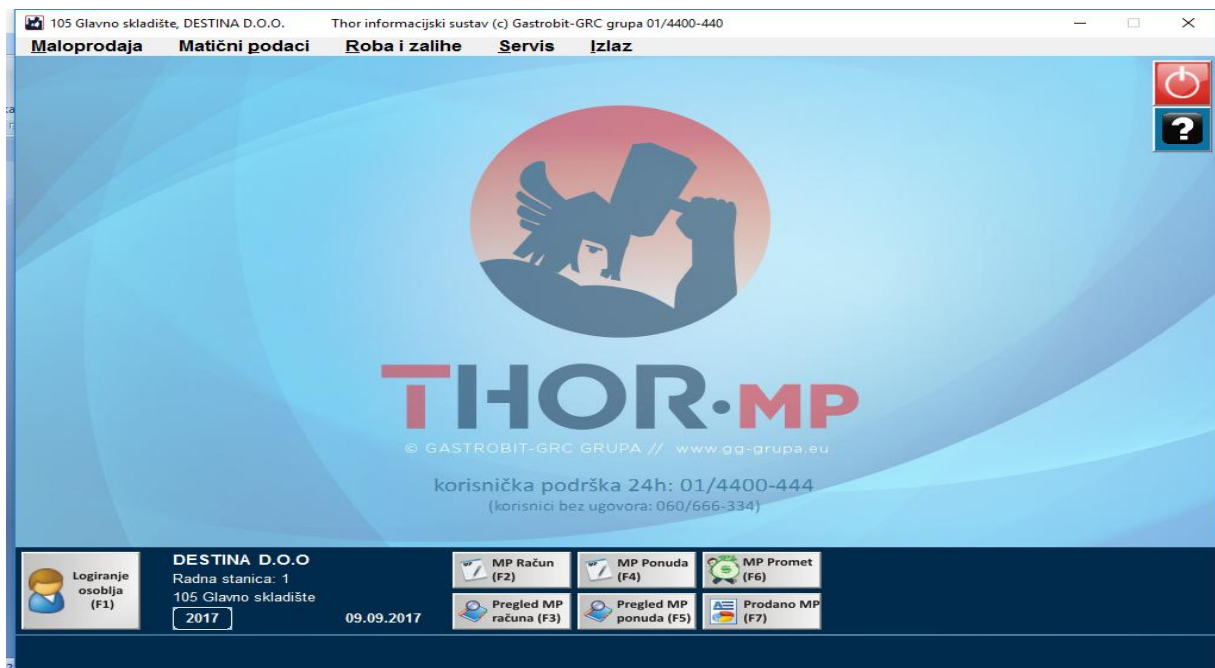 105 Glavno skladište, DESTINA D.O.O. Thor informacijski sustav (c) Gastrobit-GRC grupa 01/4400-440
Maloprodaja Matični podaci Roba i zalihe Servis Izlaz
?
THOR·MP
© GASTROBIT-GRC GRUPA // www.gg-grupa.eu
korisnička podrška 24h: 01/4400-444
(korisnici bez ugovora: 060/666-334)
Logiranje
osoblja
(F1)
DESTINA D.O.O
Radna stanica: 1
105 Glavno skladište
2017 09.09.2017
MP Račun
(F2)
MP Ponuda
(F4)
MP Promet
(F6)
Pregled MP
računa (F3)
Pregled MP
ponuda (F5)
Prodano MP
(F7)